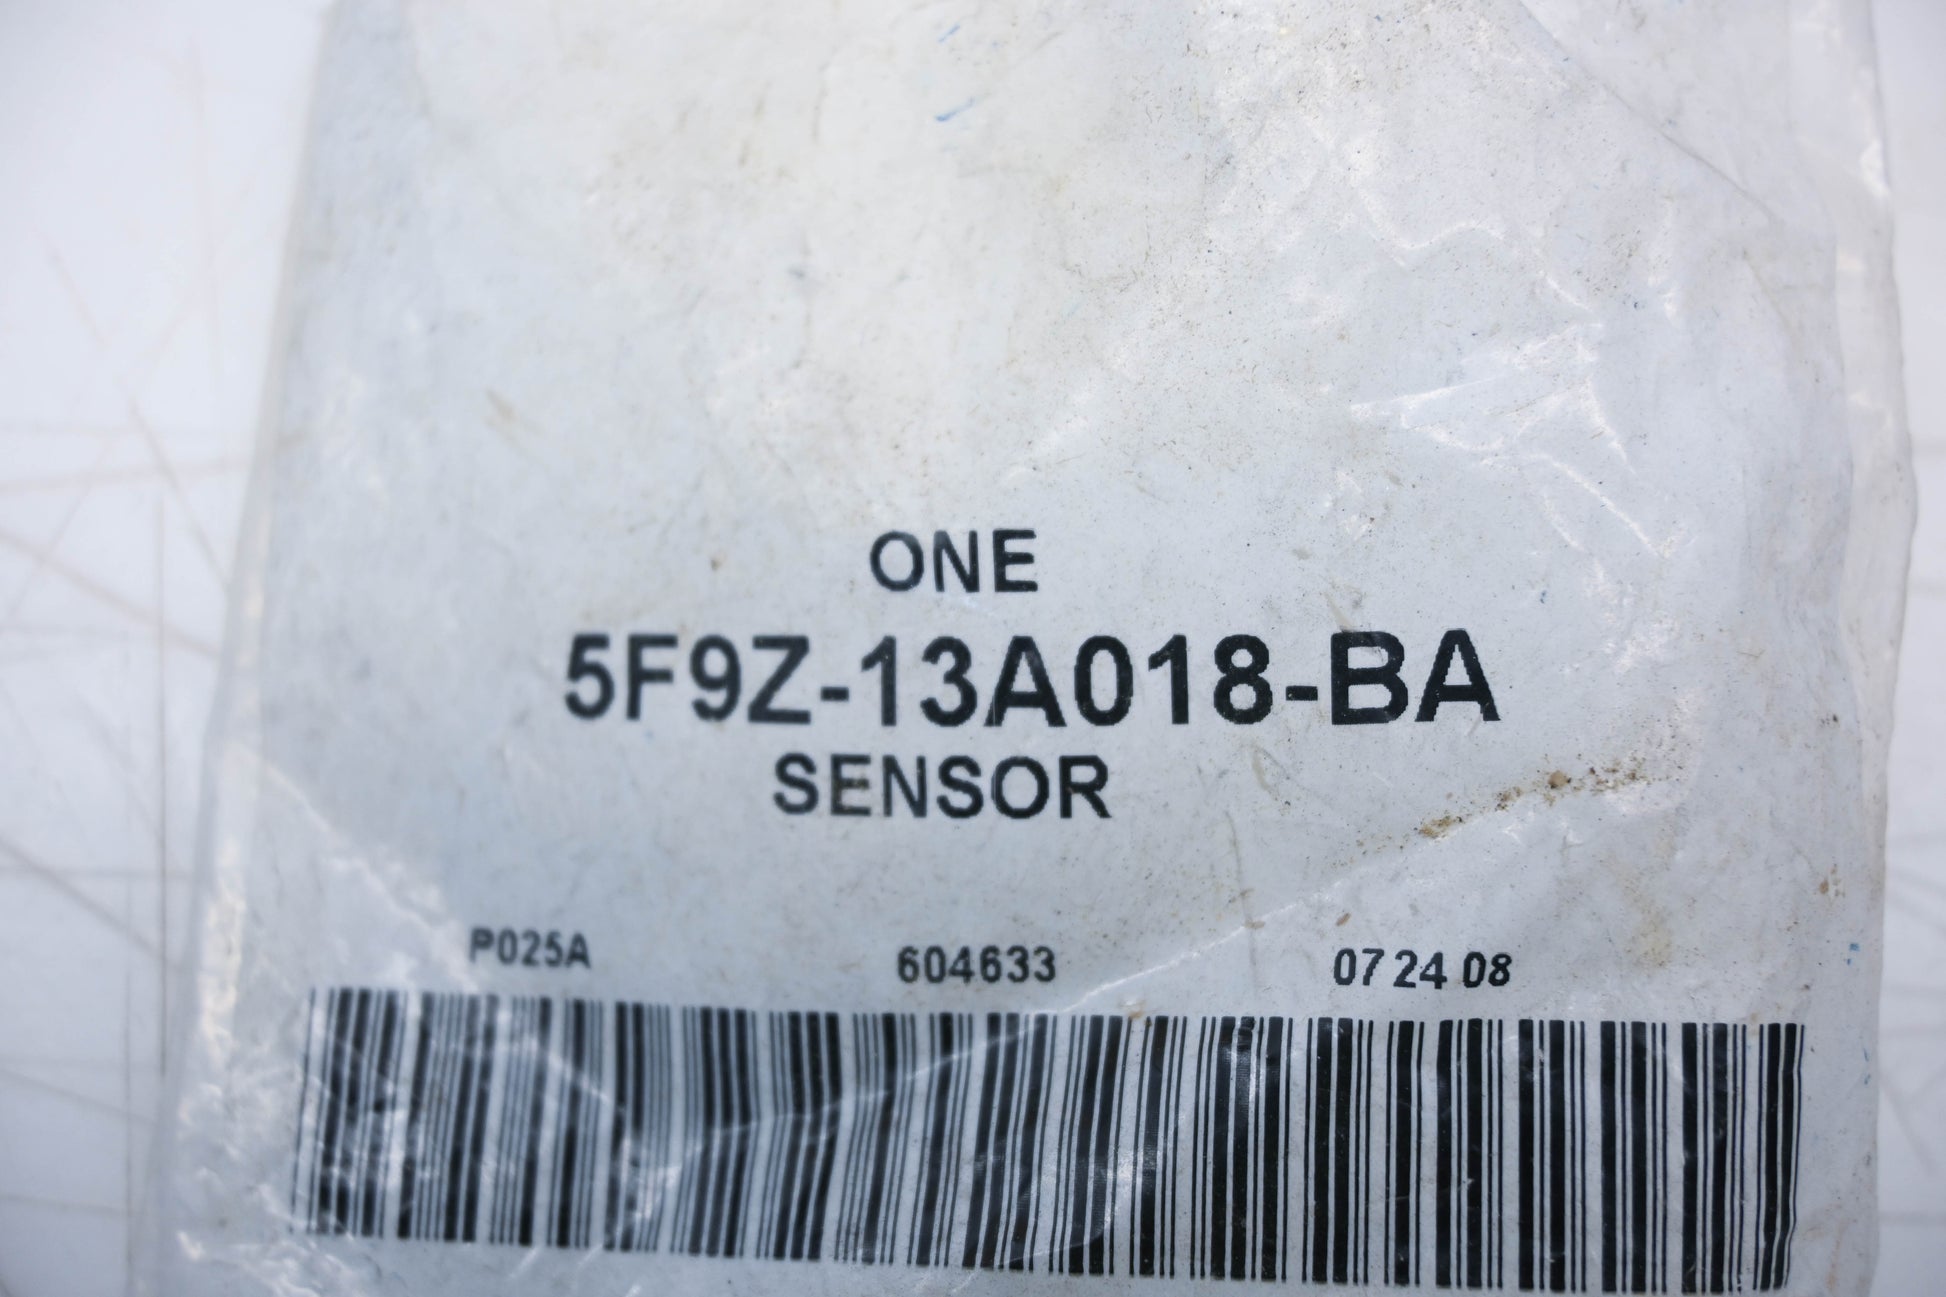 ONE
5F9Z-13A018-BA
SENSOR
P025A 604633 07 24 08